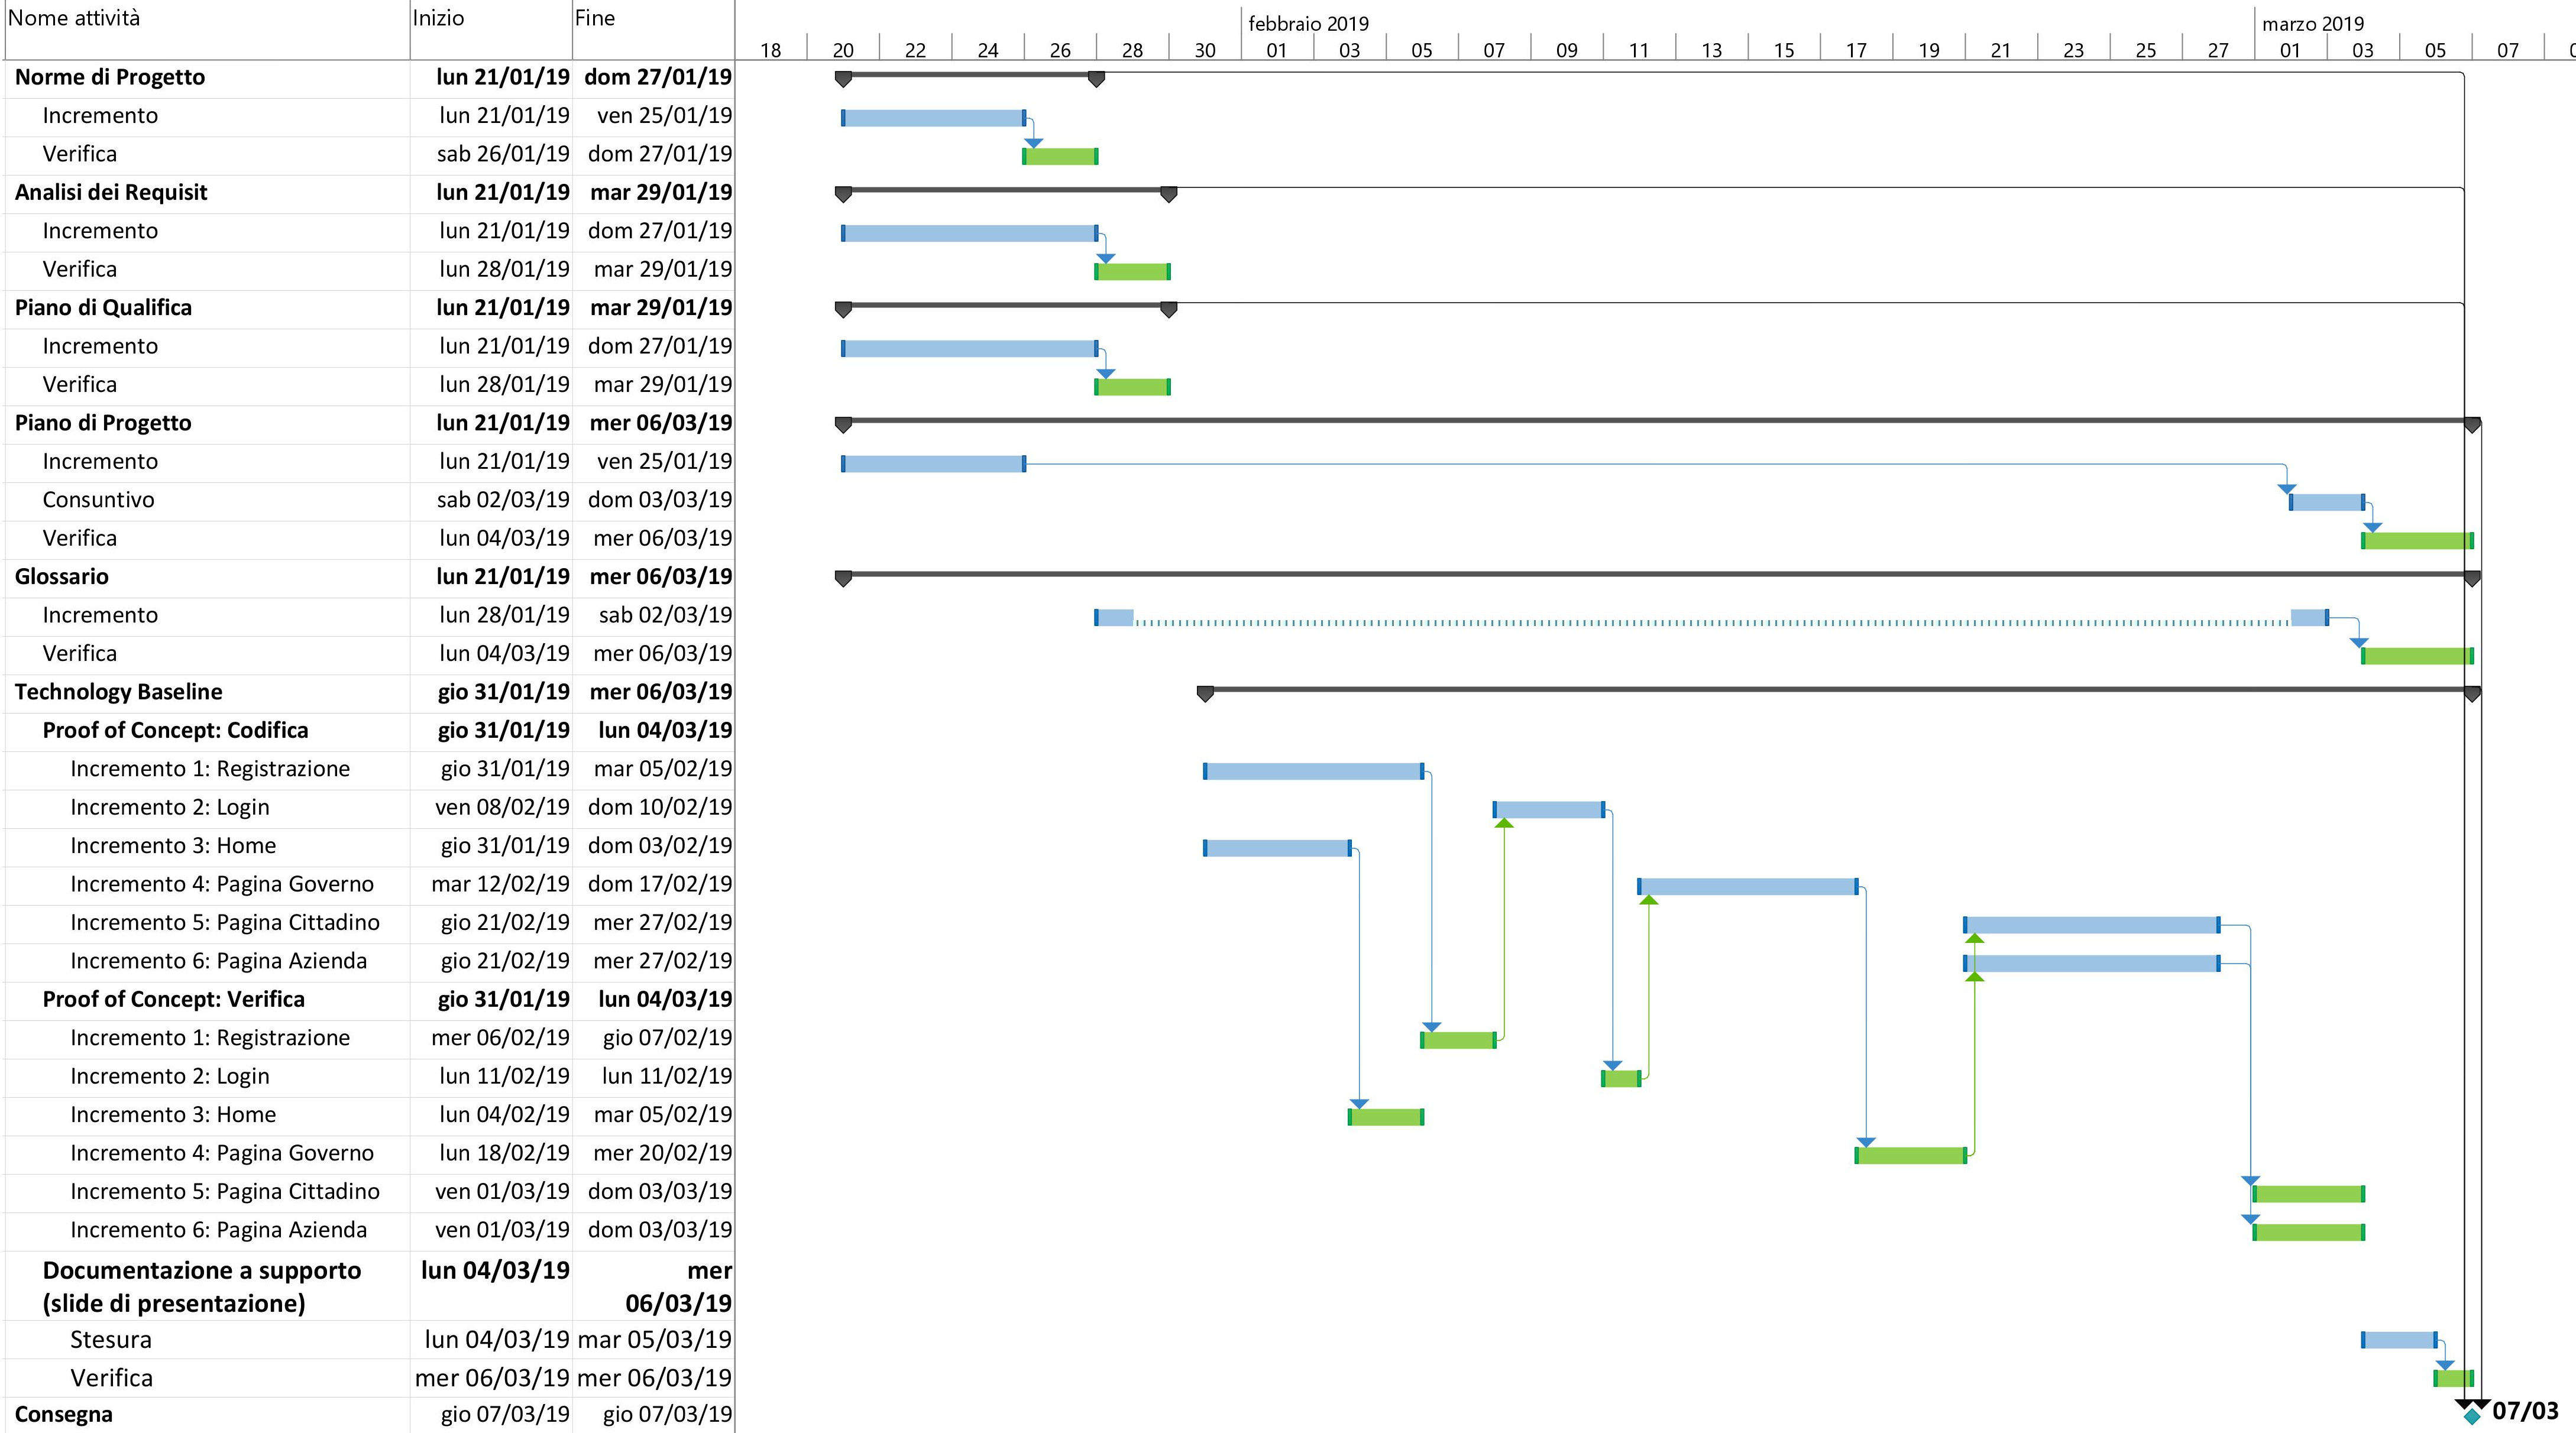 Nome attività Inizio Fine febbraio 2019 marzo 2019
18 20 22 24 26 28 30 01 03 05 07 09 11 13 15 17 19 21 23 25 27 01 03 05 07
Norme di Progetto lun 21/01/19 dom 27/01/19
Incremento lun 21/01/19 ven 25/01/19
Verifica sab 26/01/19 dom 27/01/19
Analisi dei Requisit lun 21/01/19 mar 29/01/19
Incremento lun 21/01/19 dom 27/01/19
Verifica lun 28/01/19 mar 29/01/19
Piano di Qualifica lun 21/01/19 mar 29/01/19
Incremento lun 21/01/19 dom 27/01/19
Verifica lun 28/01/19 mar 29/01/19
Piano di Progetto lun 21/01/19 mer 06/03/19
Incremento lun 21/01/19 ven 25/01/19
Consuntivo sab 02/03/19 dom 03/03/19
Verifica lun 04/03/19 mer 06/03/19
Glossario lun 21/01/19 mer 06/03/19
Incremento lun 28/01/19 sab 02/03/19
Verifica lun 04/03/19 mer 06/03/19
Technology Baseline gio 31/01/19 mer 06/03/19
Proof of Concept: Codifica gio 31/01/19 lun 04/03/19
Incremento 1: Registrazione gio 31/01/19 mar 05/02/19
Incremento 2: Login ven 08/02/19 dom 10/02/19
Incremento 3: Home gio 31/01/19 dom 03/02/19
Incremento 4: Pagina Governo mar 12/02/19 dom 17/02/19
Incremento 5: Pagina Cittadino gio 21/02/19 mer 27/02/19
Incremento 6: Pagina Azienda gio 21/02/19 mer 27/02/19
Proof of Concept: Verifica gio 31/01/19 lun 04/03/19
Incremento 1: Registrazione mer 06/02/19 gio 07/02/19
Incremento 2: Login lun 11/02/19 lun 11/02/19
Incremento 3: Home lun 04/02/19 mar 05/02/19
Incremento 4: Pagina Governo lun 18/02/19 mer 20/02/19
Incremento 5: Pagina Cittadino ven 01/03/19 dom 03/03/19
Incremento 6: Pagina Azienda ven 01/03/19 dom 03/03/19
Documentazione a supporto lun 04/03/19 mer
(slide di presentazione) 06/03/19
Stesura lun 04/03/19 mar 05/03/19
Verifica mer 06/03/19 mer 06/03/19
Consegna gio 07/03/19 gio 07/03/19 07/03